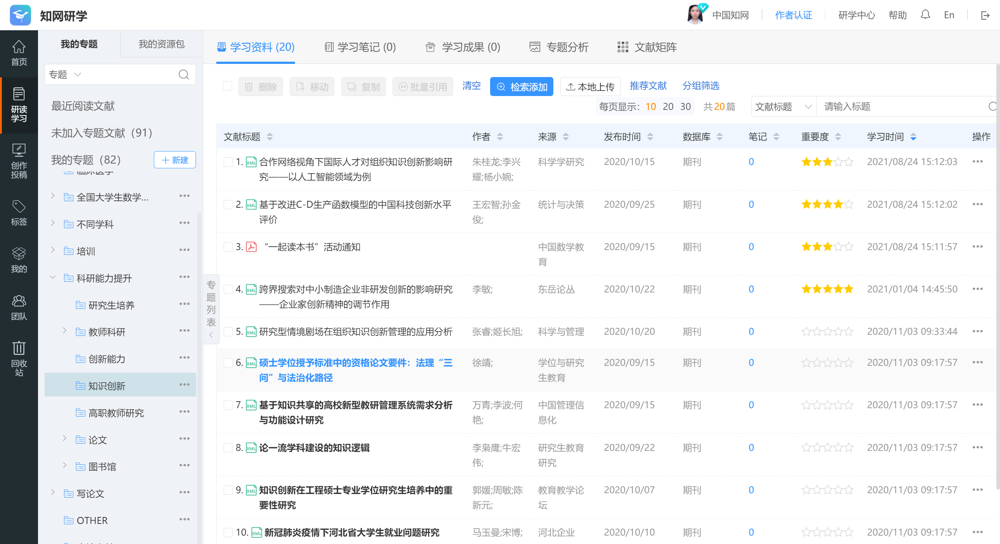 知网研学
中国知网
作者认证
研学中心
帮助
En
首页
研读
学习
创作
投稿
标签
我的
团队
回收
站
我的专题
我的资源包
专题
最近阅读文献
未加入专题文献（91）
我的专题（82）
+ 新建
临床医学
全国大学生数学...
不同学科
培训
科研能力提升
研究生培养
教师科研
创新能力
知识创新
高职教师研究
论文
图书馆
写论文
OTHER
专题列表
学习资料 (20)
学习笔记 (0)
学习成果 (0)
专题分析
文献矩阵
删除
移动
复制
批量引用
清空
检索添加
本地上传
推荐文献
分组筛选
每页显示： 10 20 30 共20篇
文献标题
请输入标题
文献标题 作者 来源 发布时间 数据库 笔记 重要度 学习时间 操作
1. XML 合作网络视角下国际人才对组织知识创新影响研 朱桂龙;李兴 科学学研究 2020/10/15 期刊 0 2021/08/24 15:12:03
究——以人工智能领域为例 耀;杨小婉;
2. XML 基于改进C-D生产函数模型的中国科技创新水平 王宏智;孙金 统计与决策 2020/09/25 期刊 0 2021/08/24 15:12:02
评价 俊;
3. “一起读本书”活动通知 中国数学教 2020/09/15 期刊 0 2021/08/24 15:11:57
育
4. XML 跨界搜索对中小制造企业非研发创新的影响研究 李敏; 东岳论丛 2020/10/22 期刊 0 2021/01/04 14:45:50
——企业家创新精神的调节作用
5. XML 研究型情境剧场在组织知识创新管理的应用分析 张睿;姬长旭; 科学与管理 2020/10/20 期刊 0 2020/11/03 09:33:44
6. XML 硕士学位授予标准中的资格论文要件：法理“三 徐靖; 学位与研究 2020/09/15 期刊 0 2020/11/03 09:17:57
问”与法治化路径 生教育
7. XML 基于知识共享的高校新型教研管理系统需求分析 万青;李波;何 中国管理信 2020/09/15 期刊 0 2020/11/03 09:17:57
与功能设计研究 艳; 息化
8. XML 论一流学科建设的知识逻辑 李枭鹰;牛宏 研究生教育 2020/09/22 期刊 0 2020/11/03 09:17:57
伟; 研究
9. XML 知识创新在工程硕士专业学位研究生培养中的重 郭媛;周敏;陈 教育教学论 2020/10/07 期刊 0 2020/11/03 09:17:57
要性研究 新元; 坛
10. XML 新冠肺炎疫情下河北省大学生就业问题研究 马玉曼;宋博; 河北企业 2020/10/10 期刊 0 2020/11/03 09:17:57